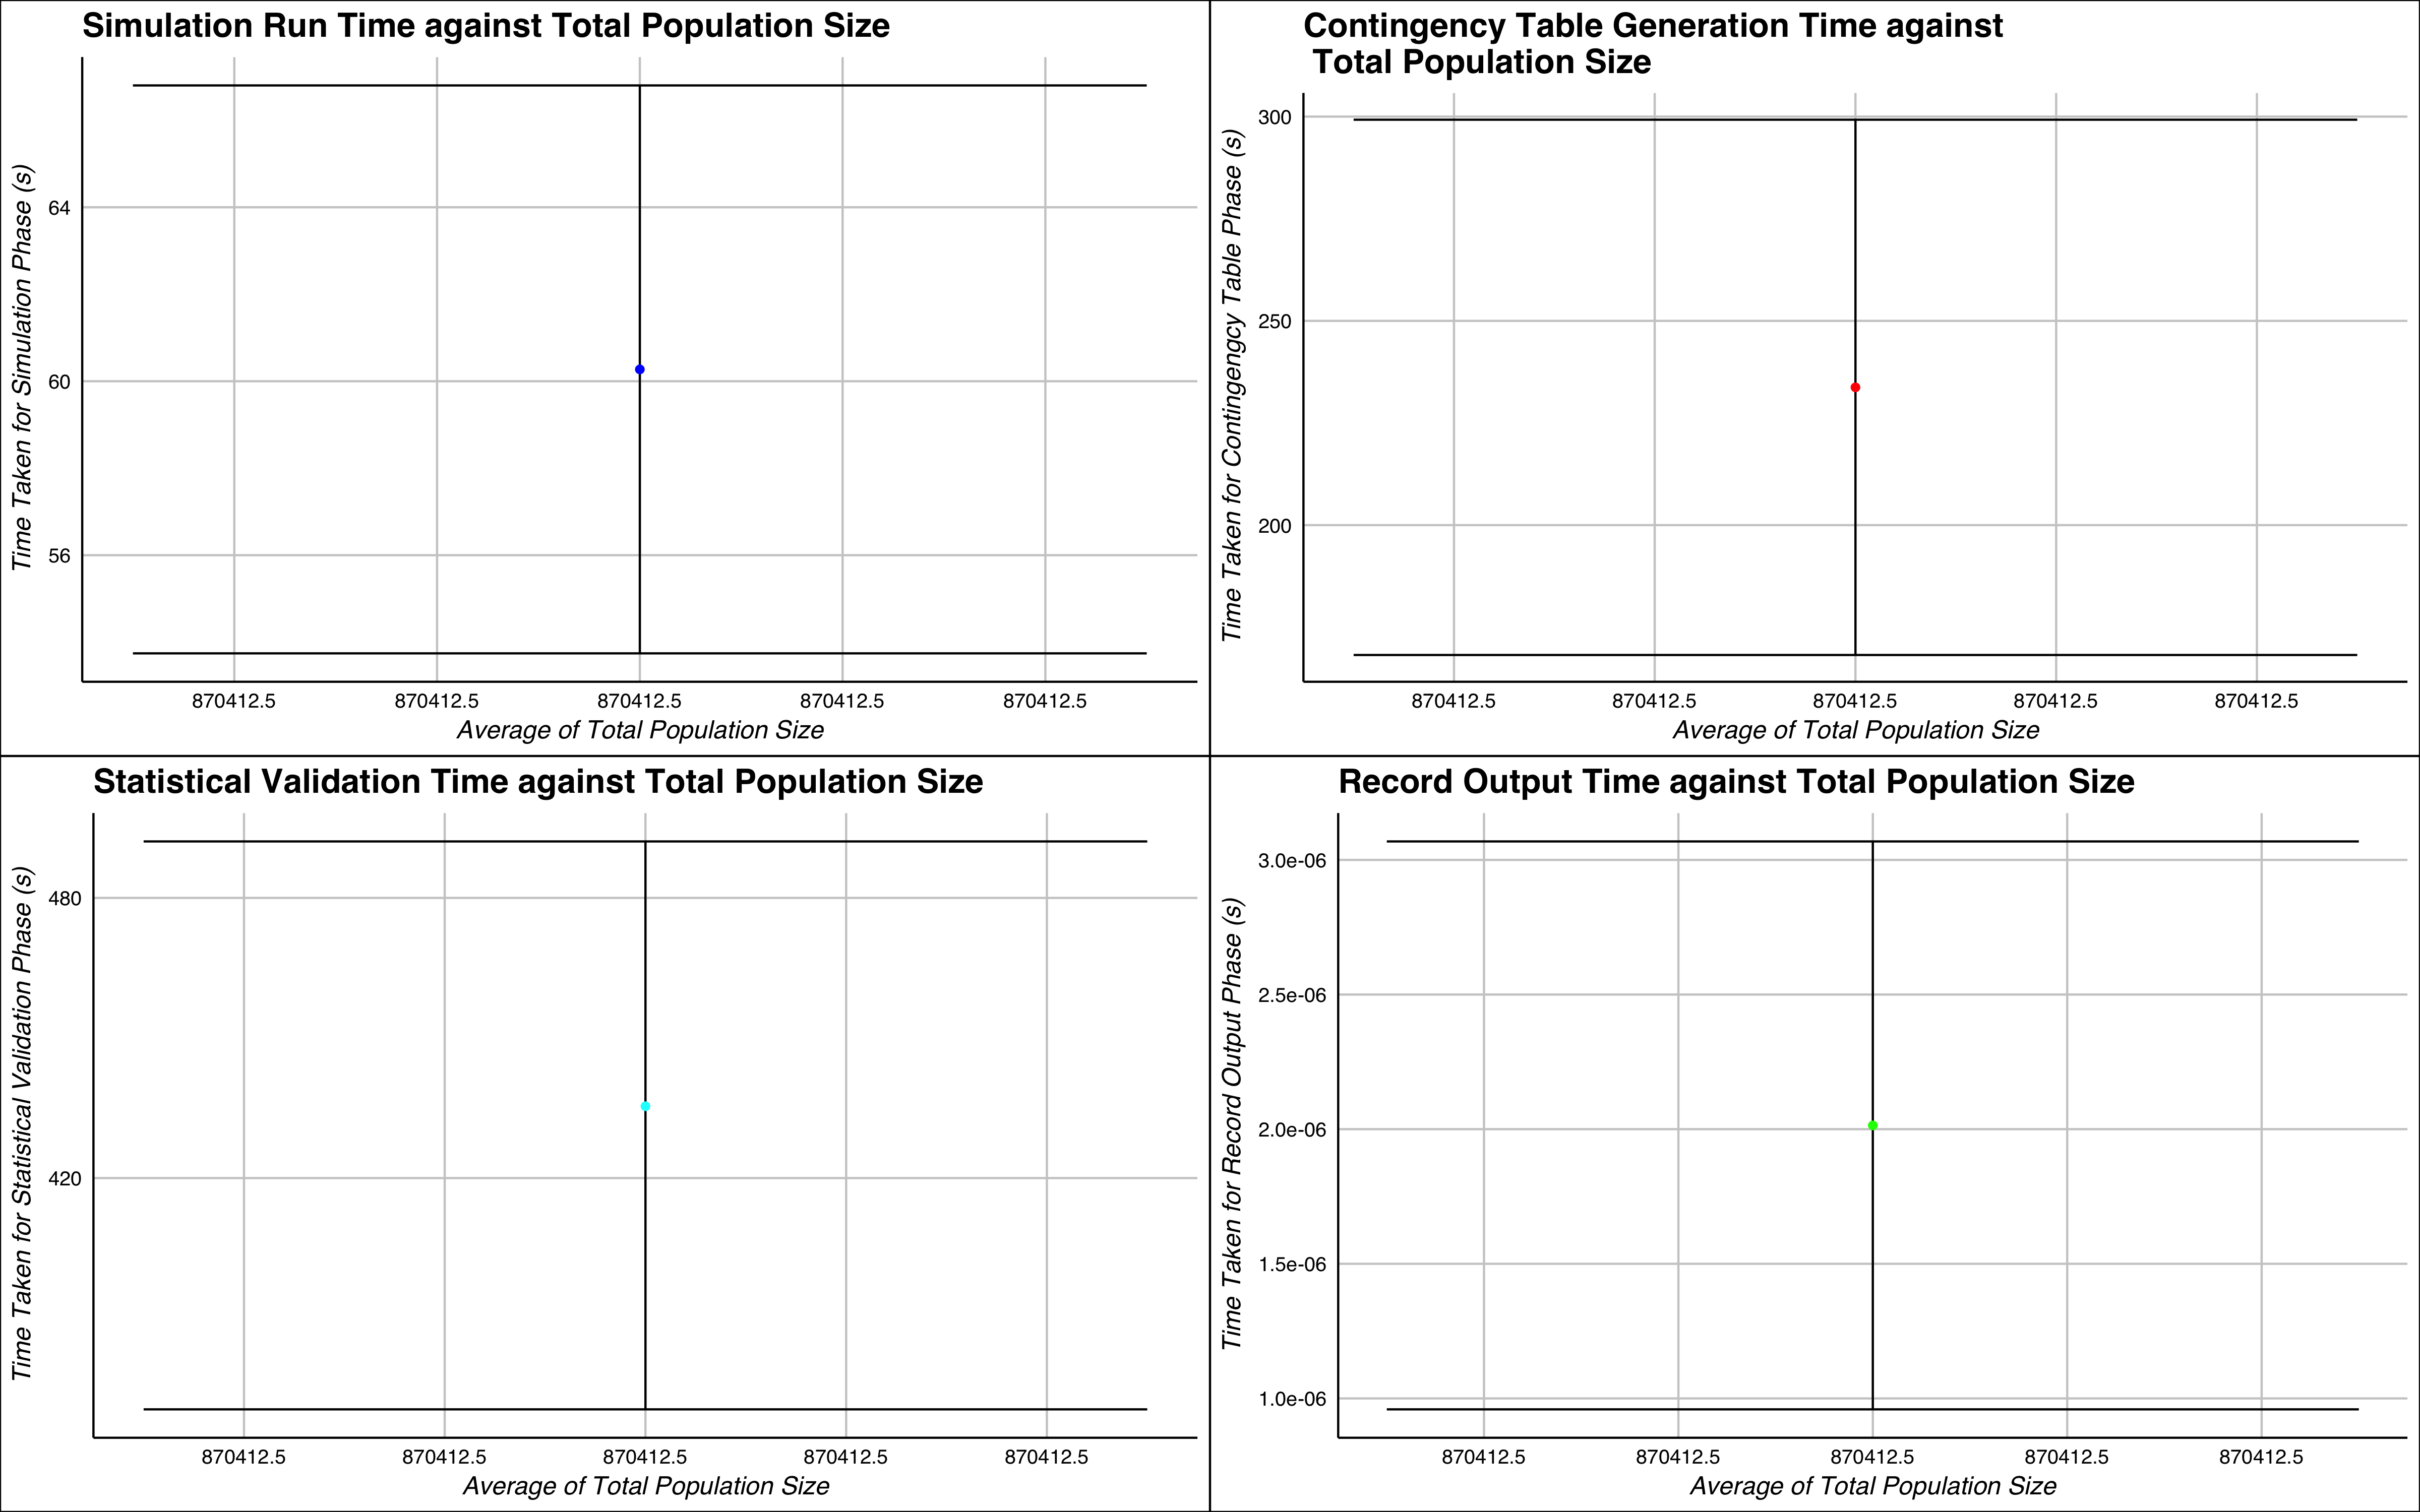 Simulation Run Time against Total Population Size
Time Taken for Simulation Phase (s)
64
60
56
870412.5 870412.5 870412.5 870412.5 870412.5
Average of Total Population Size
Contingency Table Generation Time against
Total Population Size
Time Taken for Contingengcy Table Phase (s)
300
250
200
870412.5 870412.5 870412.5 870412.5 870412.5
Average of Total Population Size
Statistical Validation Time against Total Population Size
Time Taken for Statistical Validation Phase (s)
480
420
870412.5 870412.5 870412.5 870412.5 870412.5
Average of Total Population Size
Record Output Time against Total Population Size
Time Taken for Record Output Phase (s)
3.0e-06
2.5e-06
2.0e-06
1.5e-06
1.0e-06
870412.5 870412.5 870412.5 870412.5 870412.5
Average of Total Population Size